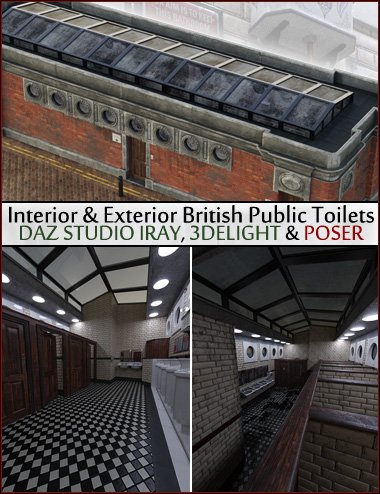 Interior & Exterior British Public Toilets
DAZ STUDIO IRAY, 3DELIGHT & POSER